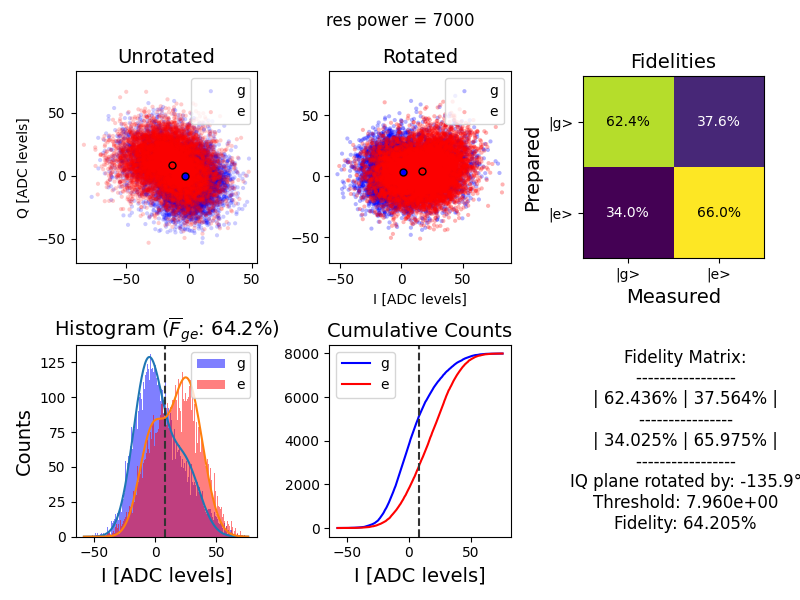 res power = 7000
Unrotated
Q [ADC levels]
50
0
−50
−50
0
50
g
e
Rotated
50
0
−50
−50
0
50
I [ADC levels]
g
e
Fidelities
Prepared
|g>
|e>
62.4%
37.6%
34.0%
66.0%
|g>
|e>
Measured
Histogram (F̅ge: 64.2%)
Counts
125
100
75
50
25
0
−50
0
50
I [ADC levels]
g
e
Cumulative Counts
8000
6000
4000
2000
0
−50
0
50
I [ADC levels]
g
e
Fidelity Matrix:
-----------------
| 62.436% | 37.564% |
----------------
| 34.025% | 65.975% |
-----------------
IQ plane rotated by: -135.9°
Threshold: 7.960e+00
Fidelity: 64.205%